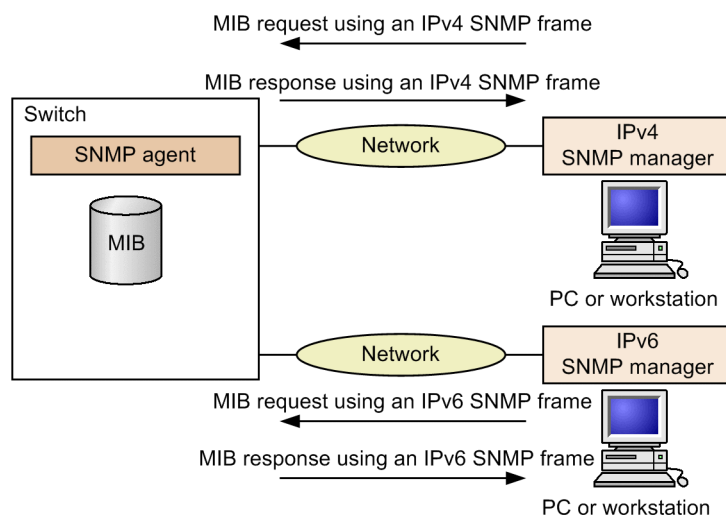 MIB request using an IPv4 SNMP frame
MIB response using an IPv4 SNMP frame
Switch
SNMP agent
MIB
Network
IPv4
SNMP manager
PC or workstation
Network
IPv6
SNMP manager
MIB request using an IPv6 SNMP frame
MIB response using an IPv6 SNMP frame
PC or workstation